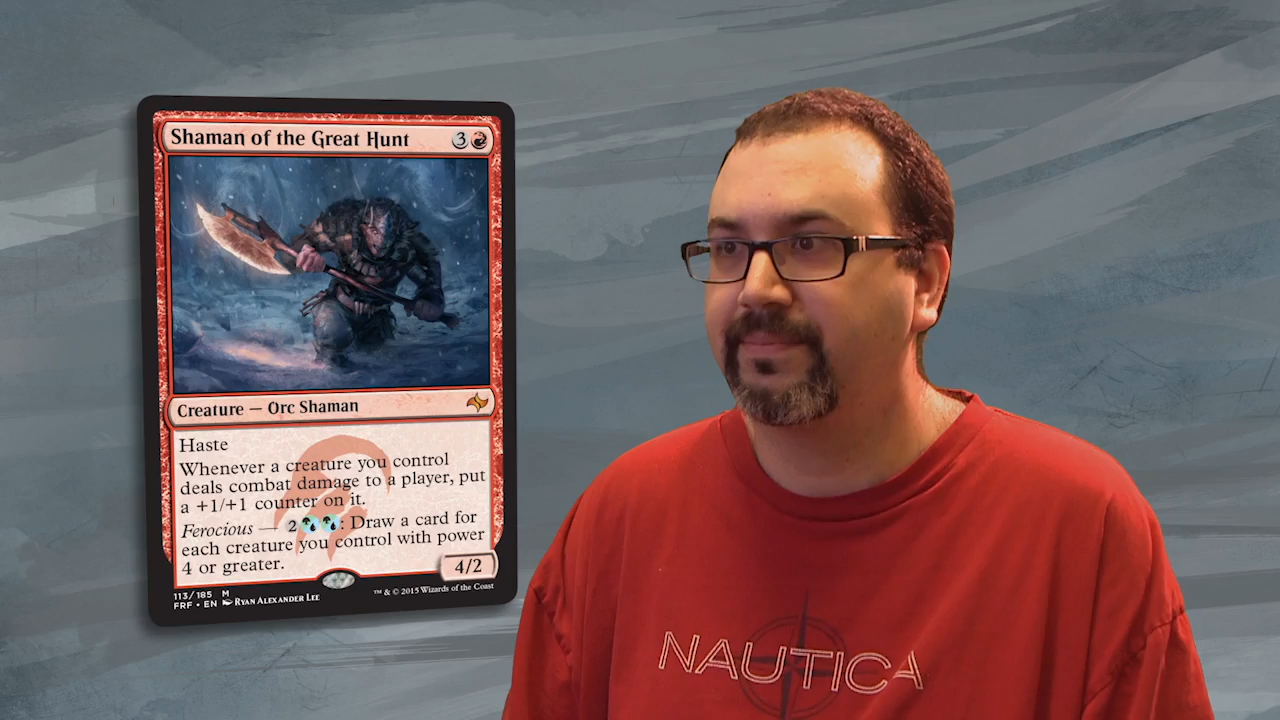 Shaman of the Great Hunt 3
Creature — Orc Shaman
Haste
Whenever a creature you control
deals combat damage to a player, put
a +1/+1 counter on it.
Ferocious — 2 : Draw a card for
each creature you control with power
4 or greater.
4/2
113/185 M
FRF • EN Ryan Alexander Lee
™ & © 2015 Wizards of the Coast
NAUTICA